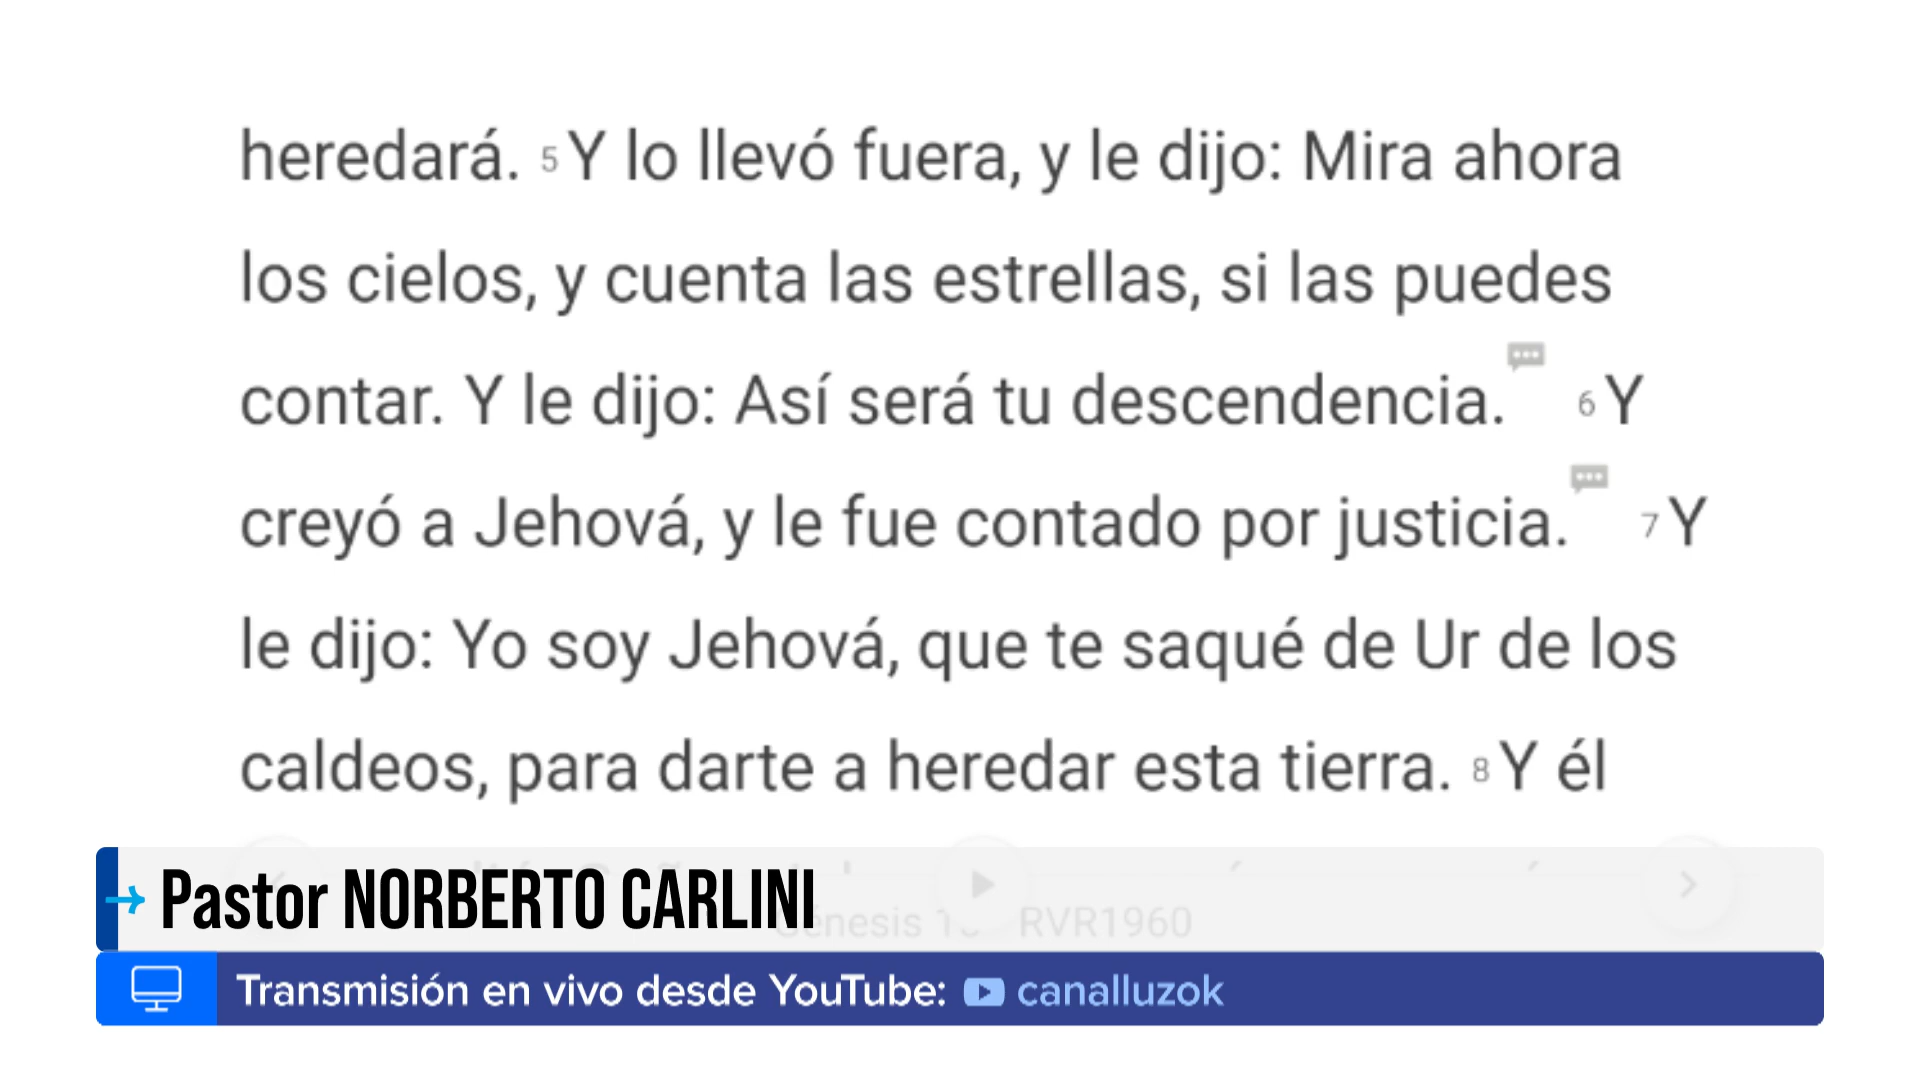 heredará. 5 Y lo llevó fuera, y le dijo: Mira ahora
los cielos, y cuenta las estrellas, si las puedes
contar. Y le dijo: Así será tu descendencia. 6 Y
creyó a Jehová, y le fue contado por justicia. 7 Y
le dijo: Yo soy Jehová, que te saqué de Ur de los
caldeos, para darte a heredar esta tierra. 8 Y él
Pastor NORBERTO CARLINI
RVR1960
Transmisión en vivo desde YouTube: canalluzok